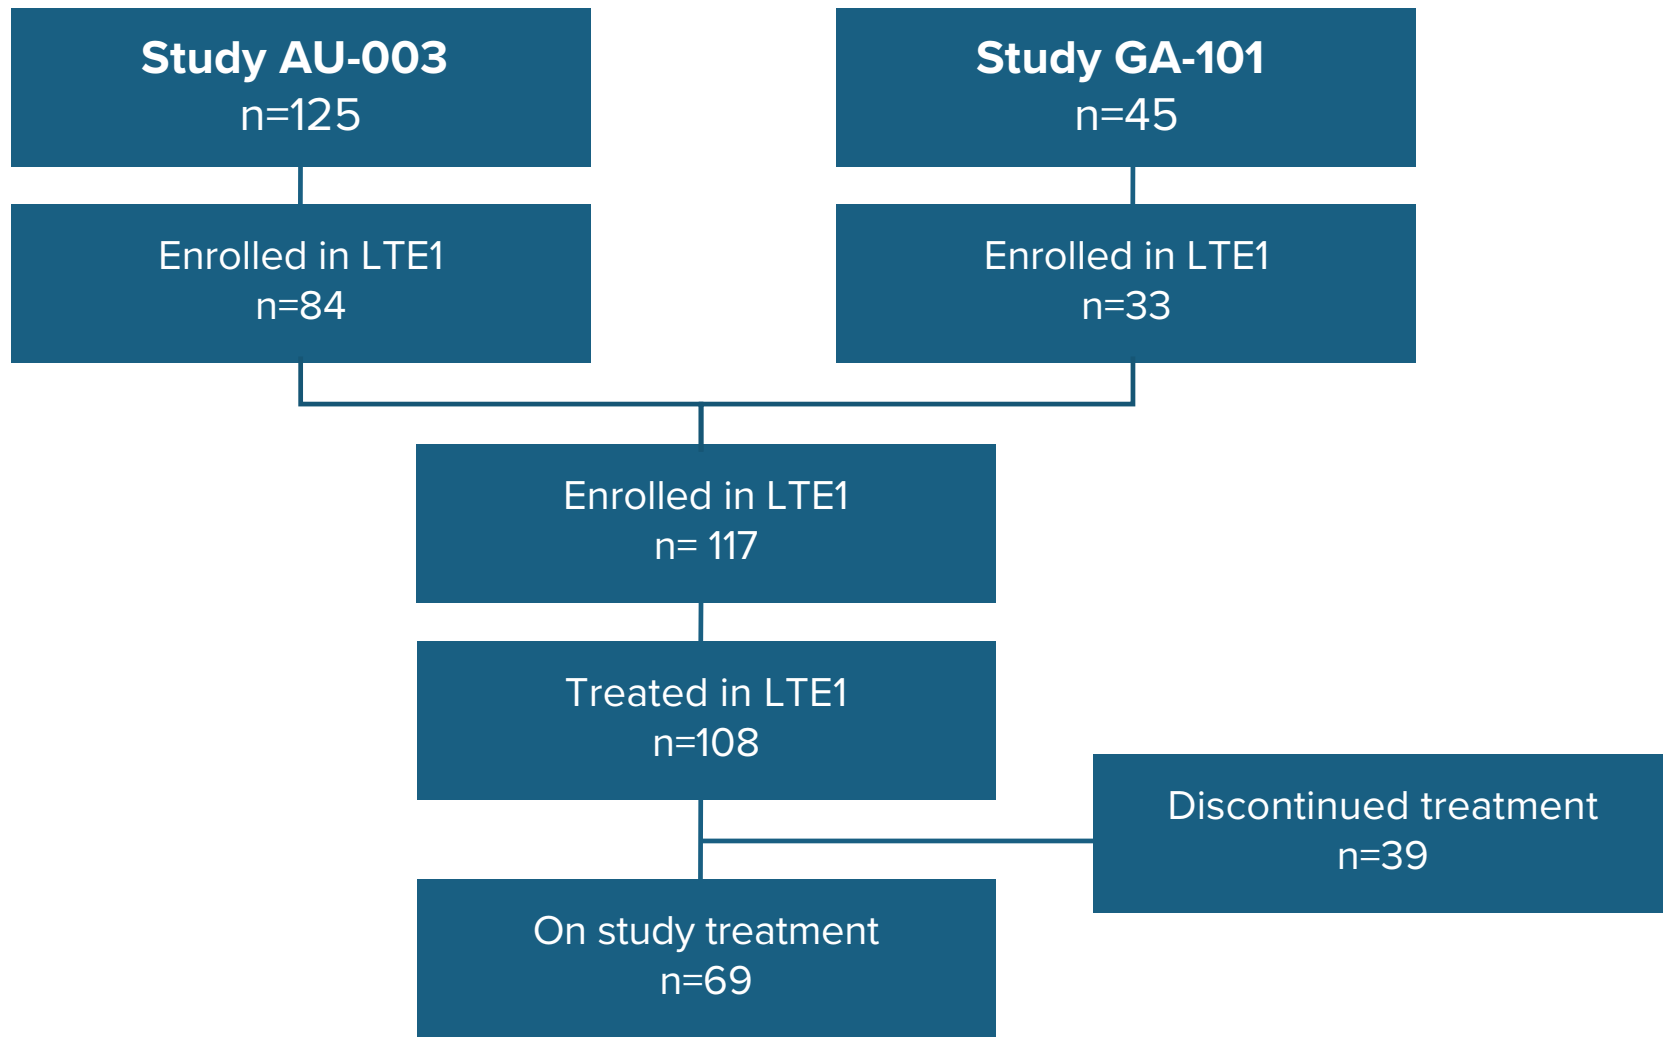 Study AU-003
n=125
Study GA-101
n=45
Enrolled in LTE1
n=84
Enrolled in LTE1
n=33
Enrolled in LTE1
n= 117
Treated in LTE1
n=108
Discontinued treatment
n=39
On study treatment
n=69